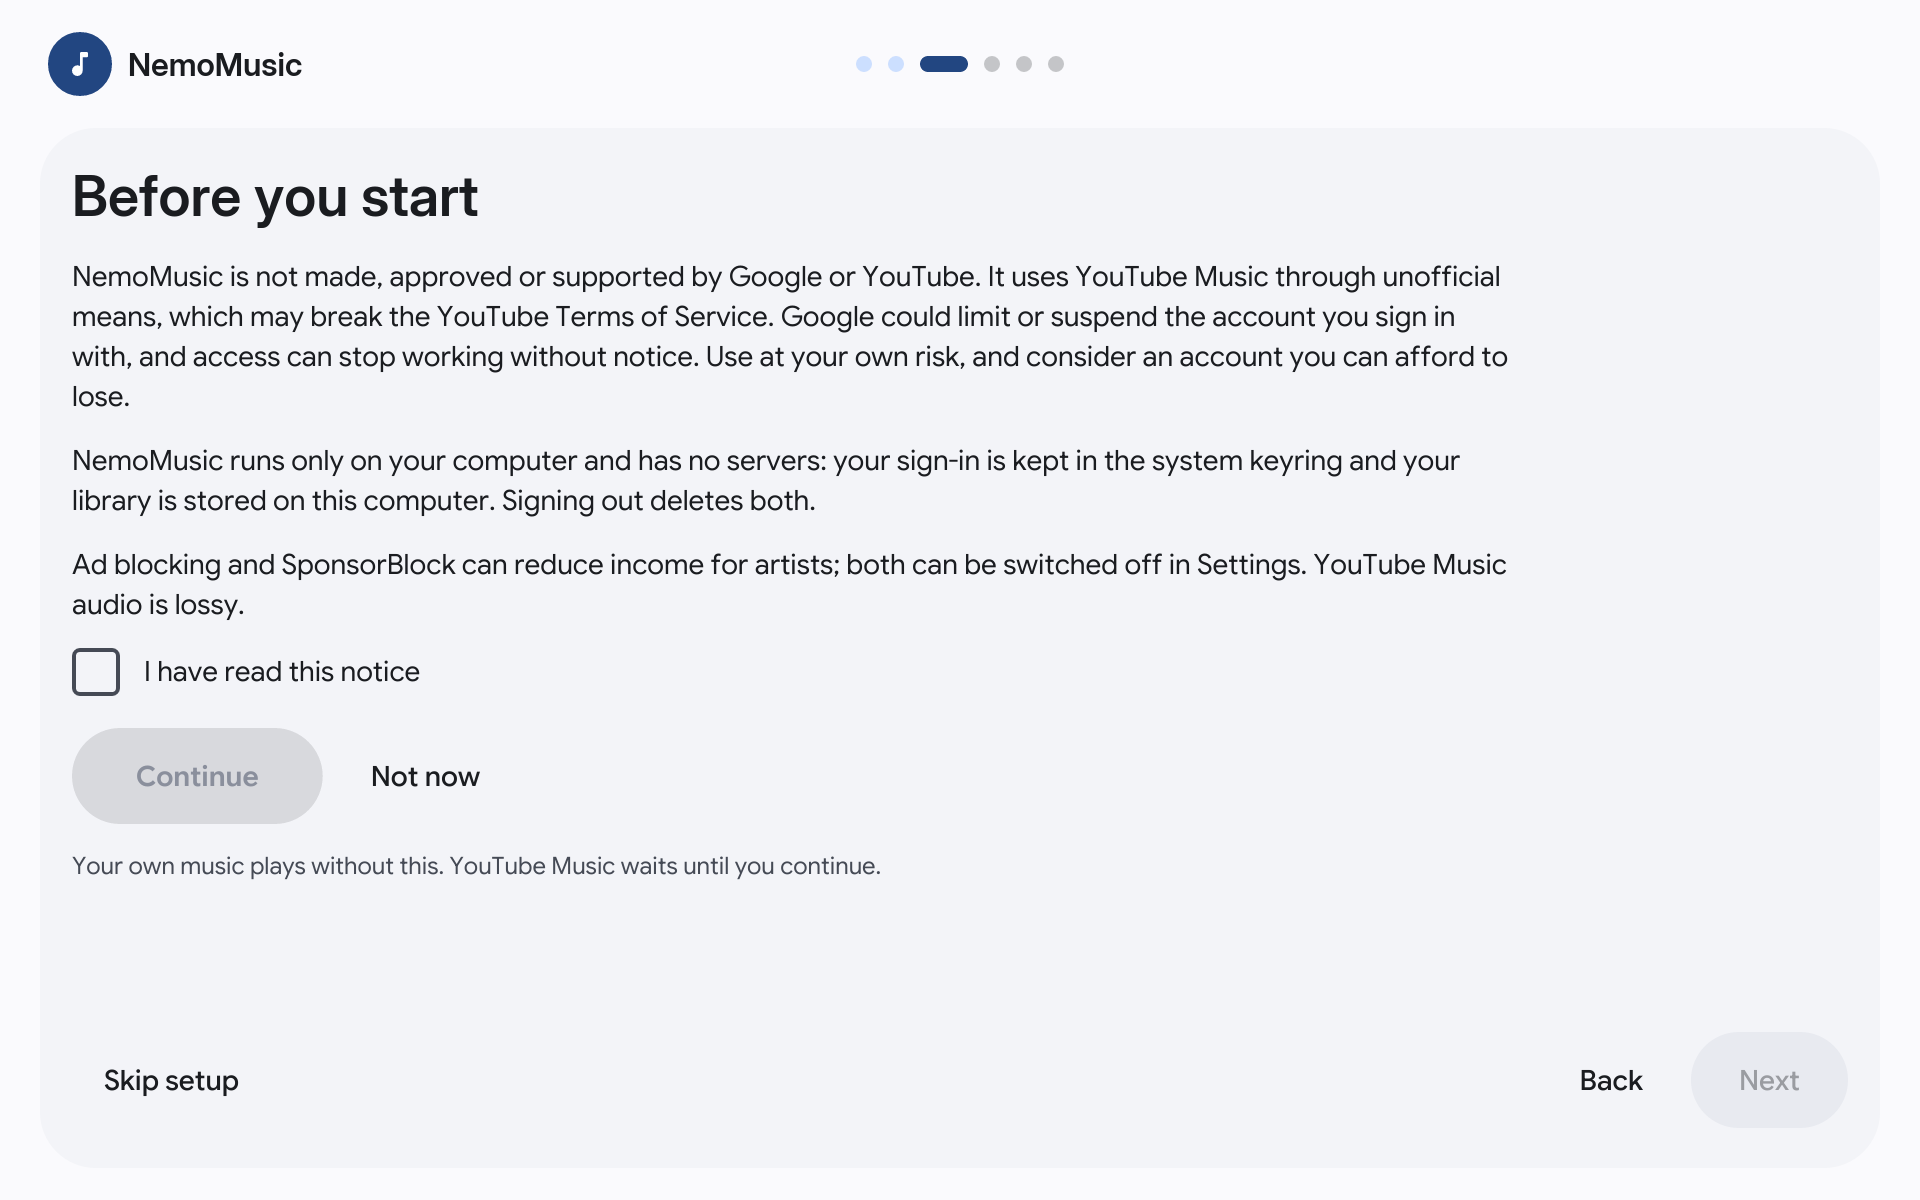 NemoMusic
Before you start
NemoMusic is not made, approved or supported by Google or YouTube. It uses YouTube Music through unofficial
means, which may break the YouTube Terms of Service. Google could limit or suspend the account you sign in
with, and access can stop working without notice. Use at your own risk, and consider an account you can afford to
lose.
NemoMusic runs only on your computer and has no servers: your sign-in is kept in the system keyring and your
library is stored on this computer. Signing out deletes both.
Ad blocking and SponsorBlock can reduce income for artists; both can be switched off in Settings. YouTube Music
audio is lossy.
I have read this notice
Continue
Not now
Your own music plays without this. YouTube Music waits until you continue.
Skip setup
Back
Next